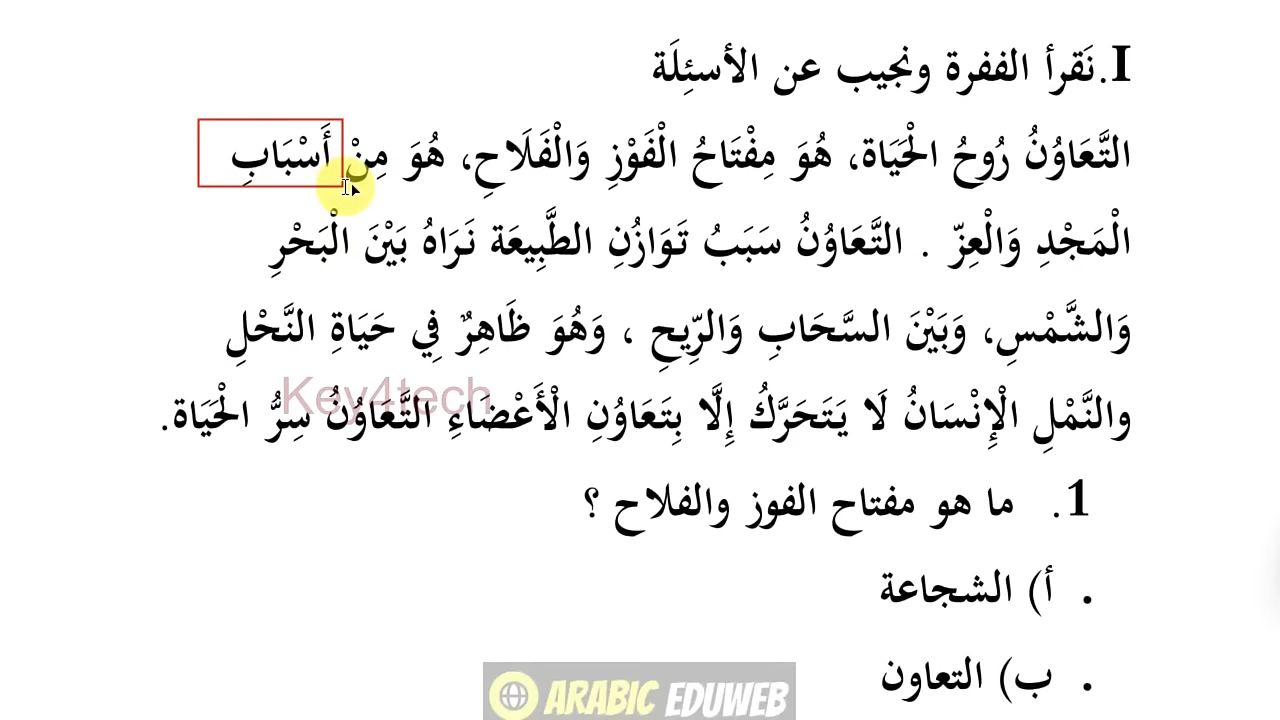 I.نَقرأ الففرة ونجيب عن الأسئِلَة
التَّعَاوُنُ رُوحُ الْحَيَاة، هُوَ مِفْتَاحُ الْفَوْزِ وَالْفَلَاحِ، هُوَ مِنْ أَسْبَابِ
الْمَجْدِ وَالْعِزّ . التَّعَاوُنُ سَبَبُ تَوَازُنِ الطَّبِيعَة نَرَاهُ بَيْنَ الْبَحْرِ
وَالشَّمْسِ، وَبَيْنَ السَّحَابِ وَالرِّيحِ ، وَهُوَ ظَاهِرٌ فِي حَيَاةِ النَّحْلِ
والنَّمْلِ الْإِنْسَانُ لَا يَتَحَرَّكُ إِلَّا بِتَعَاوُنِ الْأَعْضَاءِ التَّعَاوُنُ سِرُّ الْحَيَاة.
Key4tech
1. ما هو مفتاح الفوز والفلاح ؟
. أ) الشجاعة
. ب) التعاون
ARABIC EDUWEB